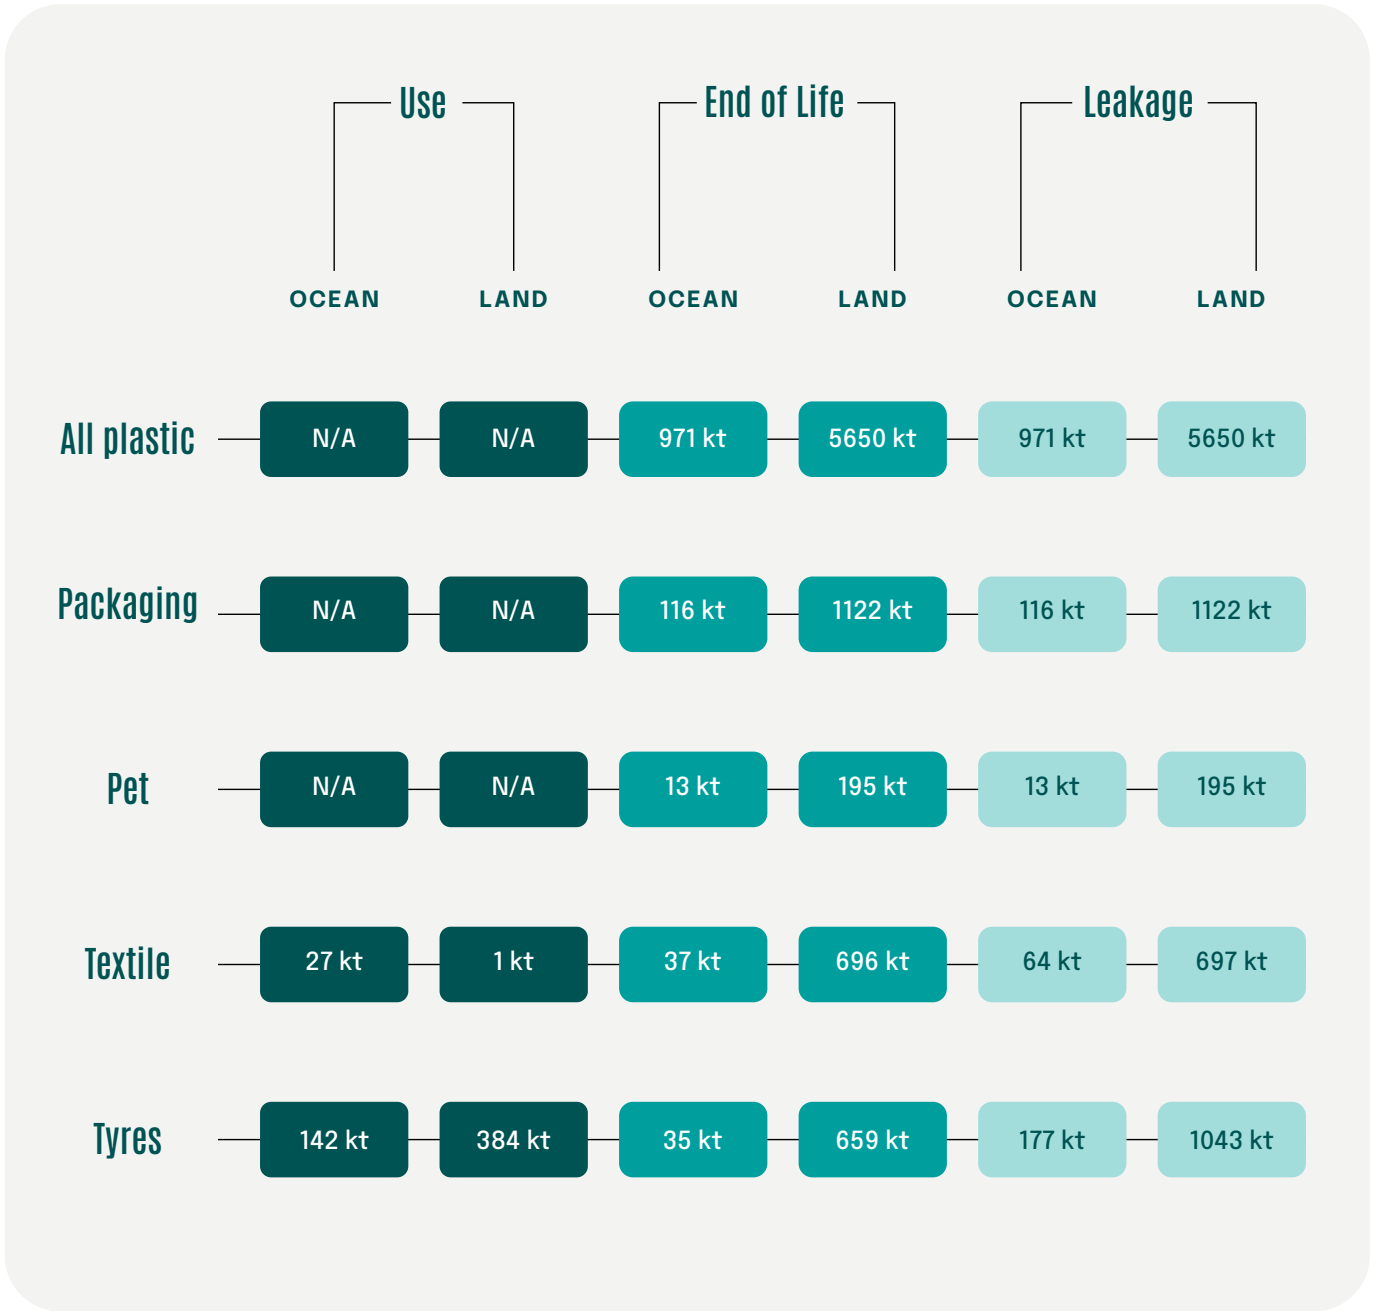 Use End of Life Leakage
OCEAN LAND OCEAN LAND OCEAN LAND
All plastic N/A N/A 971 kt 5650 kt 971 kt 5650 kt
Packaging N/A N/A 116 kt 1122 kt 116 kt 1122 kt
Pet N/A N/A 13 kt 195 kt 13 kt 195 kt
Textile 27 kt 1 kt 37 kt 696 kt 64 kt 697 kt
Tyres 142 kt 384 kt 35 kt 659 kt 177 kt 1043 kt